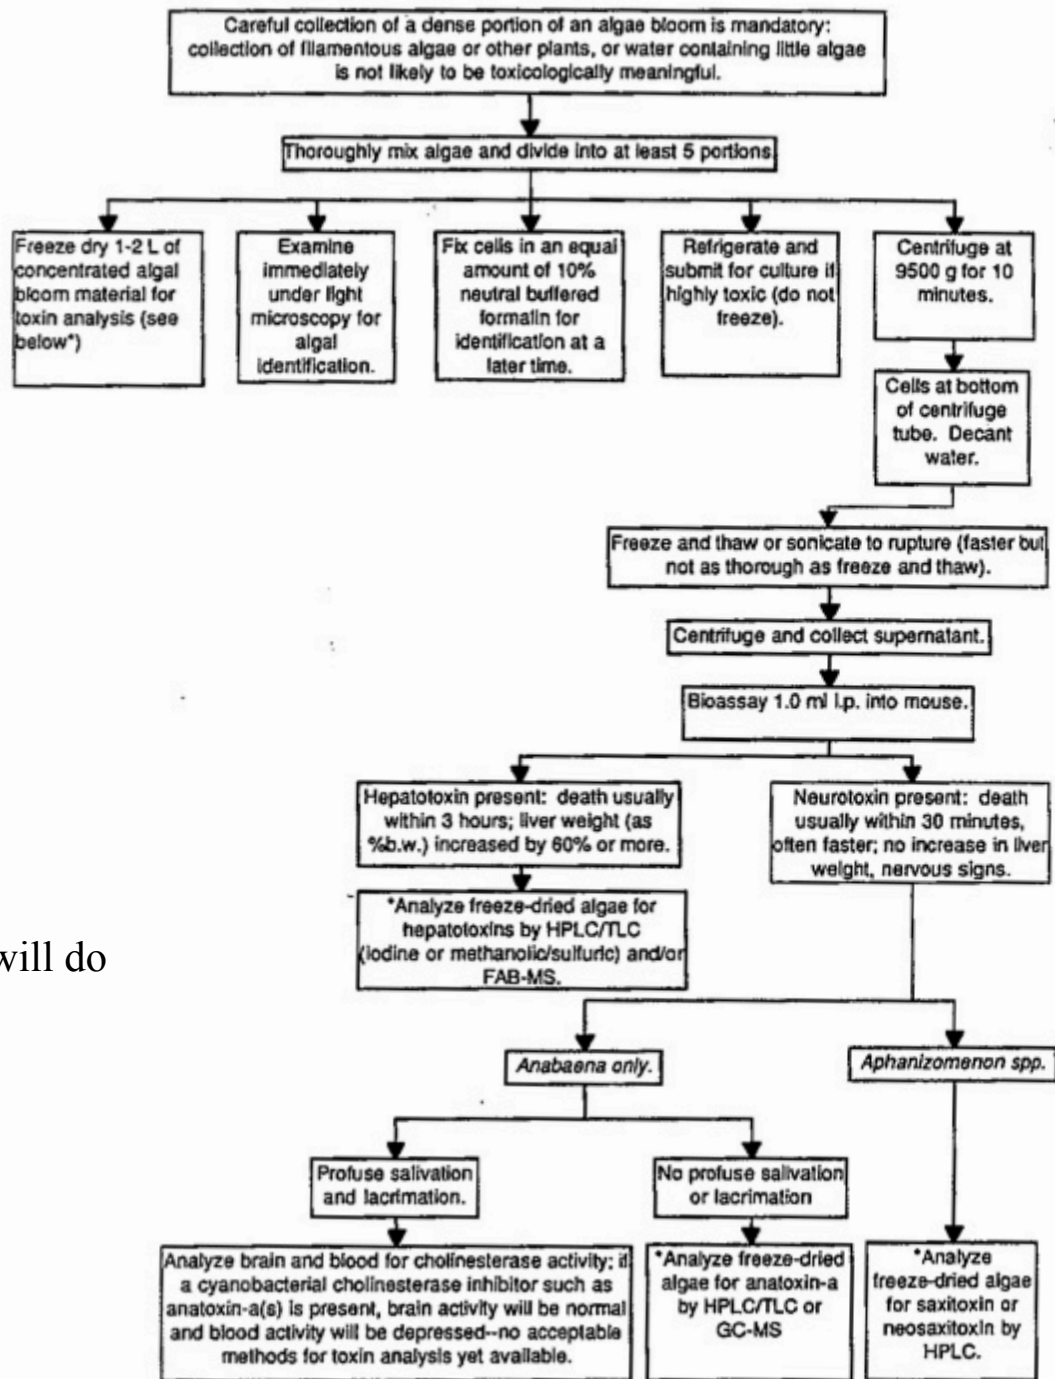 Careful collection of a dense portion of an algae bloom is mandatory:
collection of filamentous algae or other plants, or water containing little algae
is not likely to be toxicologically meaningful.
Thoroughly mix algae and divide into at least 5 portions
Freeze dry 1-2 L of
concentrated algal
bloom material for
toxin analysis (see
below*)
Examine
immediately
under light
microscopy for
algal
identification.
Fix cells in an equal
amount of 10%
neutral buffered
formalin for
identification at a
later time.
Refrigerate and
submit for culture if
highly toxic (do not
freeze).
Centrifuge at
9500 g for 10
minutes.
Cells at bottom
of centrifuge
tube. Decant
water.
Freeze and thaw or sonicate to rupture (faster but
not as thorough as freeze and thaw).
Centrifuge and collect supernatant.
Bioassay 1.0 ml i.p. into mouse.
Hepatotoxin present: death usually
within 3 hours; liver weight (as
%b.w.) increased by 60% or more.
Neurotoxin present: death
usually within 30 minutes,
often faster; no increase in liver
weight, nervous signs.
*Analyze freeze-dried algae for
hepatotoxins by HPLC/TLC
(iodine or methanolic/sulfuric) and/or
FAB-MS.
will do
Anabaena only.
Aphanizomenon spp.
Profuse salivation
and lacrimation.
No profuse salivation
or lacrimation
Analyze brain and blood for cholinesterase activity; if
a cyanobacterial cholinesterase inhibitor such as
anatoxin-a(s) is present, brain activity will be normal
and blood activity will be depressed--no acceptable
methods for toxin analysis yet available.
*Analyze freeze-dried
algae for anatoxin-a
by HPLC/TLC or
GC-MS
*Analyze
freeze-dried algae
for saxitoxin or
neosaxitoxin by
HPLC.